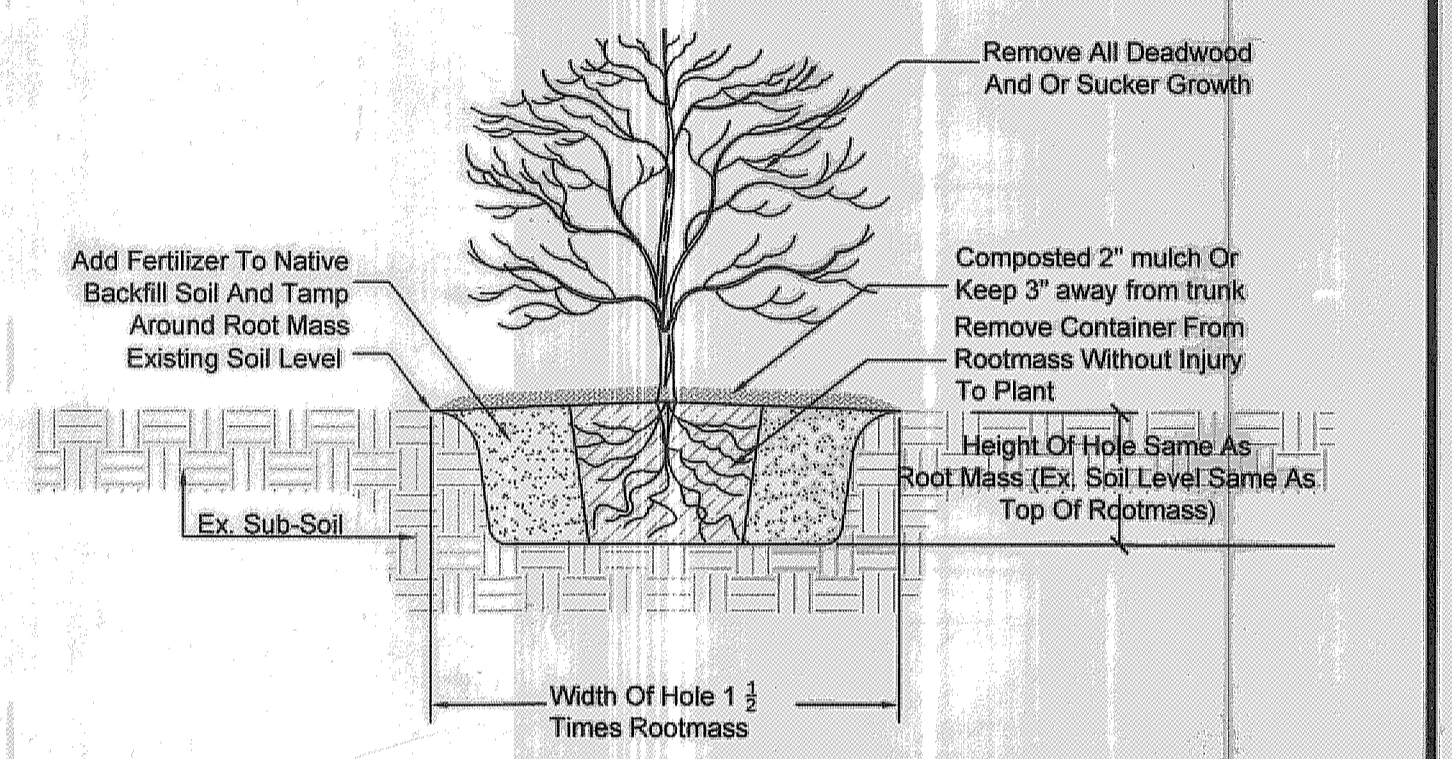 Remove All Deadwood
And Or Sucker Growth
Add Fertilizer To Native
Backfill Soil And Tamp
Around Root Mass
Existing Soil Level
Composted 2" mulch Or
Keep 3" away from trunk
Remove Container From
Rootmass Without Injury
To Plant
Height Of Hole Same As
Root Mass (Ex. Soil Level Same As
Top Of Rootmass)
Ex. Sub-Soil
Width Of Hole 1 1/2
Times Rootmass